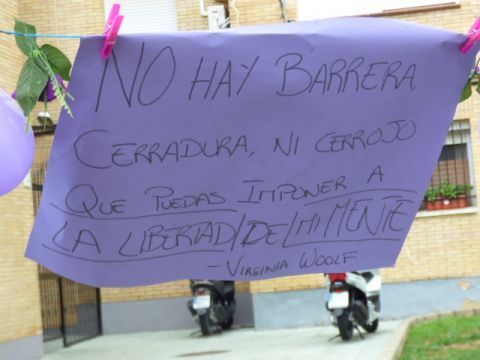 NO HAY BARRERA,
CERRADURA, NI CERROJO
QUE PUEDAS IMPONER A
LA LIBERTAD DE MI MENTE
- VIRGINIA WOOLF